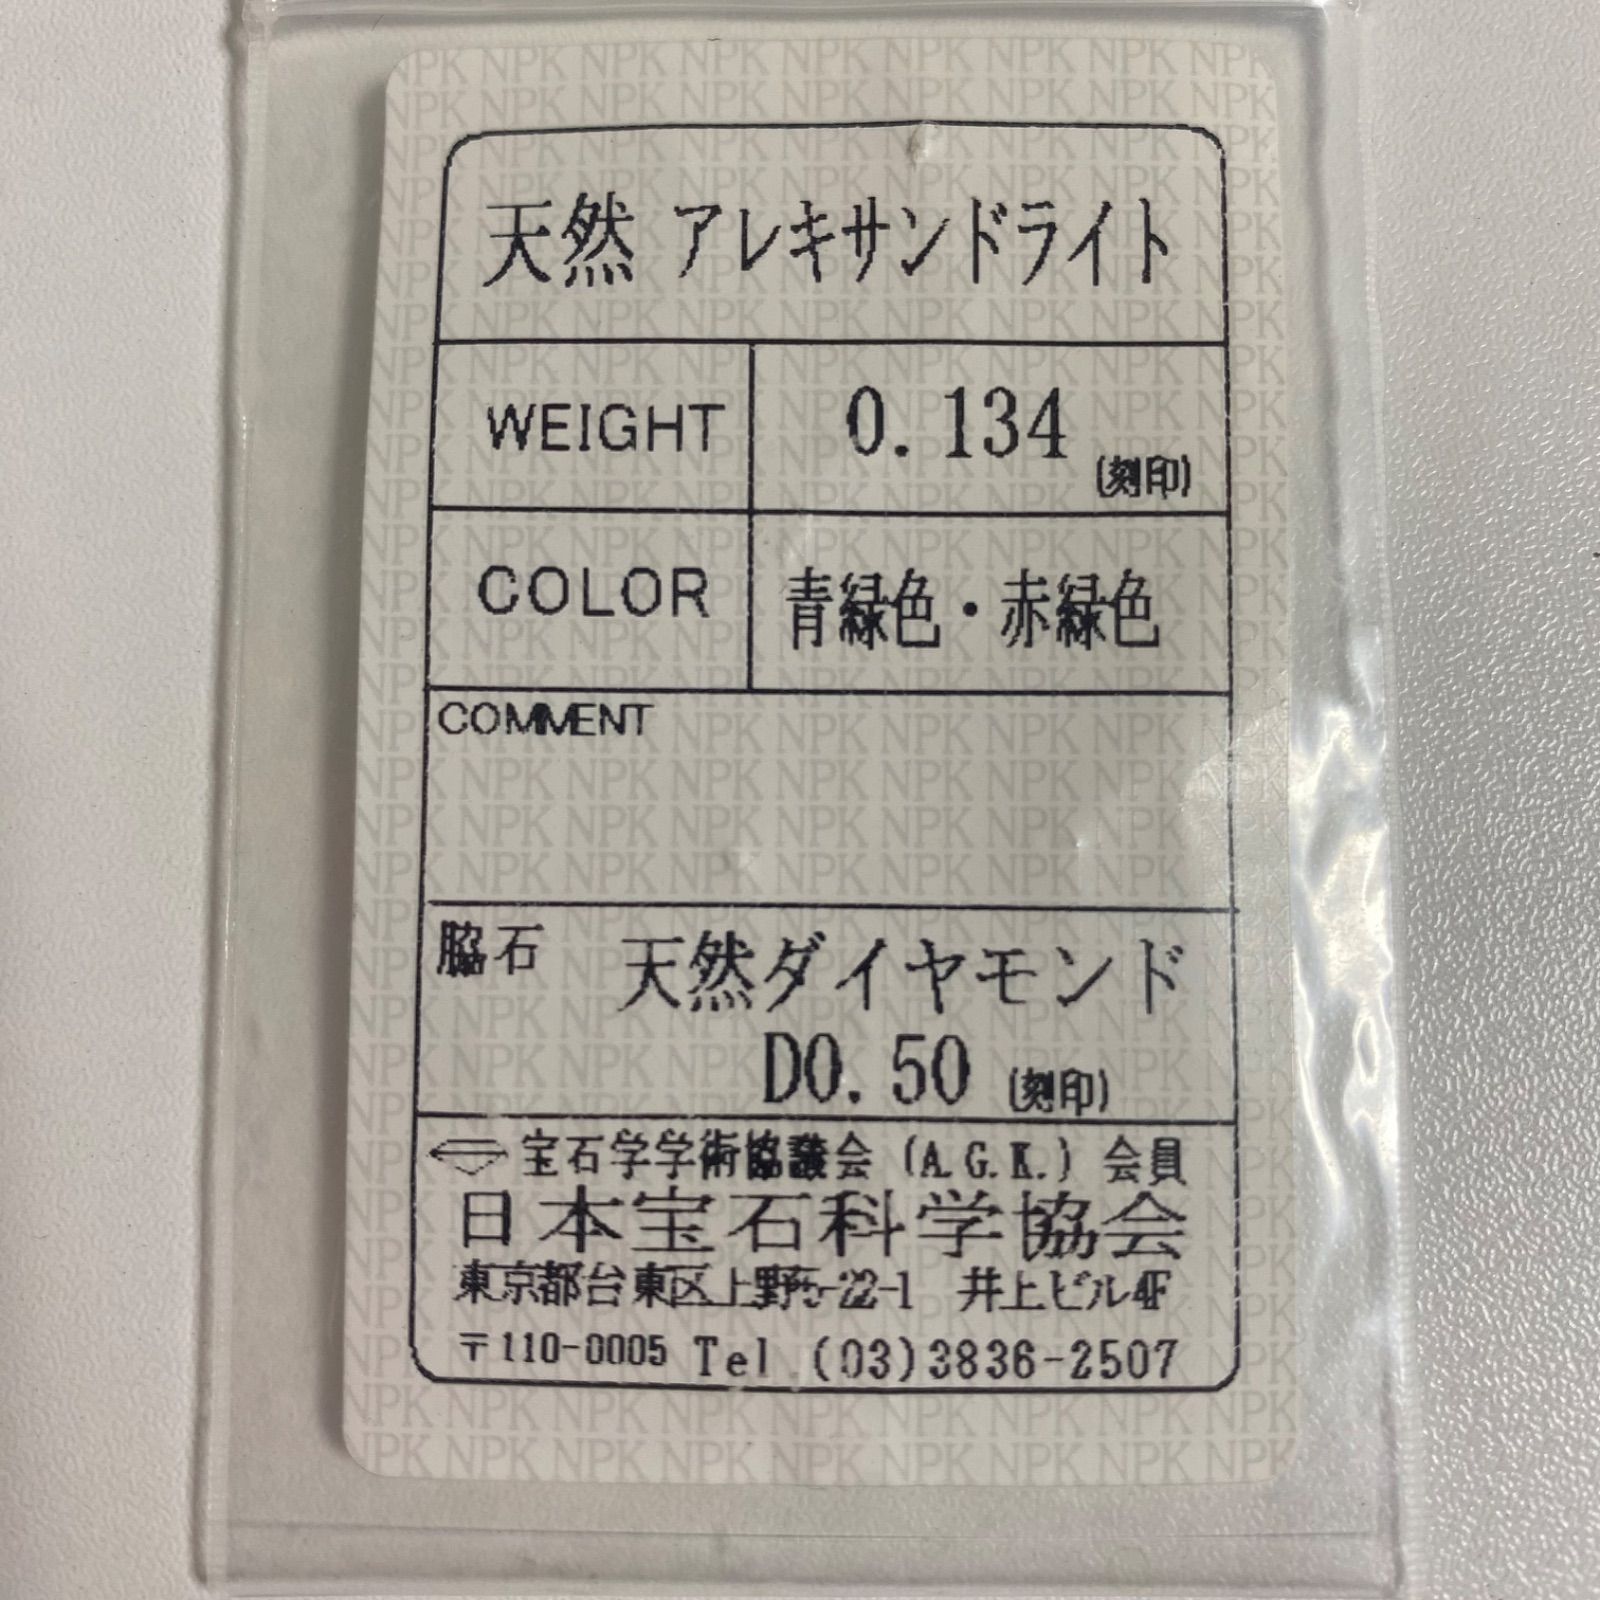 天然 アレキサンドライト
WEIGHT 0.134 (刻印)
COLOR 青緑色・赤緑色
COMMENT
脇石 天然ダイヤモンド
D0.50 (刻印)
宝石学学術協議会 (A.G.K.) 会員
日本宝石科学協会
東京都台東区上野5-22-1 井上ビル4F
〒110-0005 Tel.(03)3836-2507